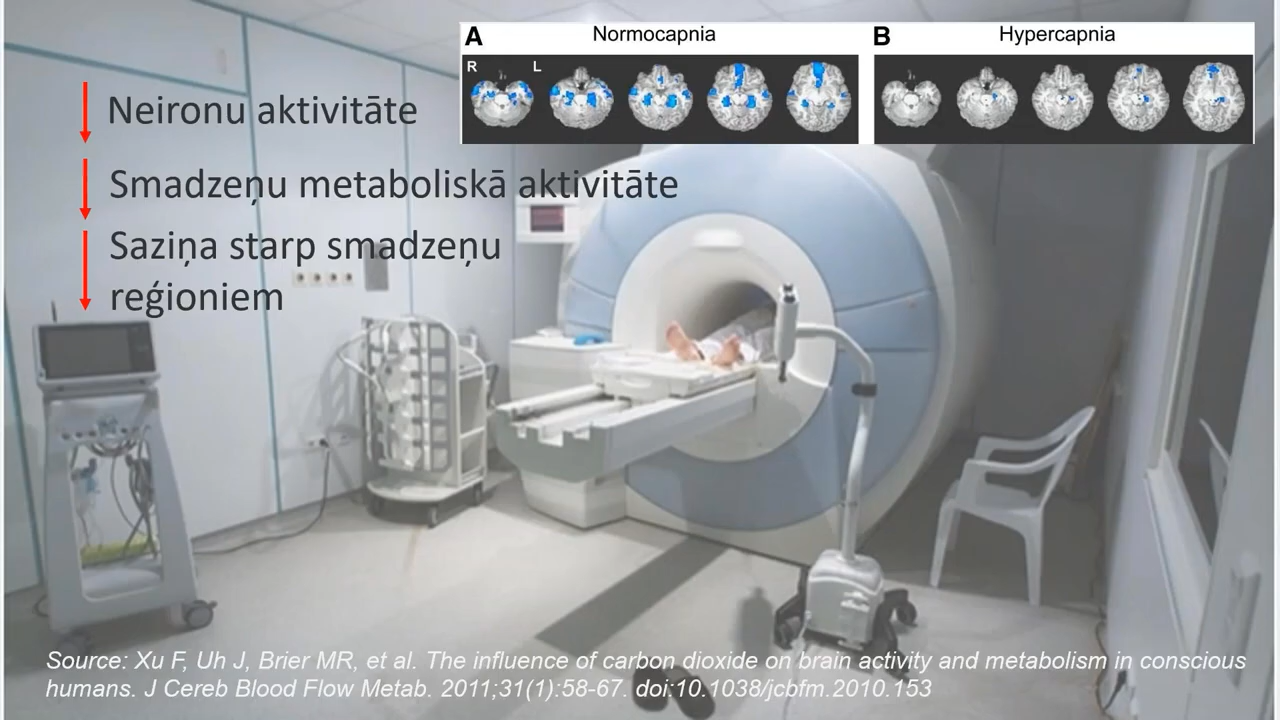 A Normocapnia
B Hypercapnia
R L
Neironu aktivitāte
Smadzeņu metaboliskā aktivitāte
Saziņa starp smadzeņu
reģioniem
Source: Xu F, Uh J, Brier MR, et al. The influence of carbon dioxide on brain activity and metabolism in conscious
humans. J Cereb Blood Flow Metab. 2011;31(1):58-67. doi:10.1038/jcbfm.2010.153